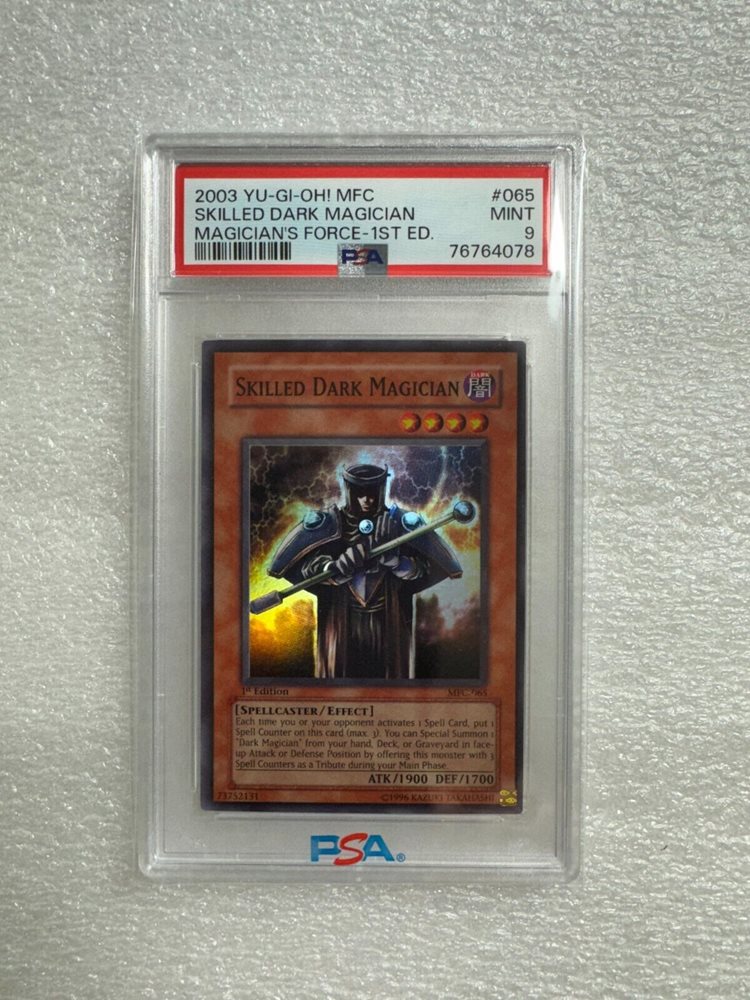 2003 YU-GI-OH! MFC #065
SKILLED DARK MAGICIAN MINT
MAGICIAN'S FORCE-1ST ED. 9
PSA 76764078
SKILLED DARK MAGICIAN
DARK
闇
1st Edition MFC-065
[SPELLCASTER/EFFECT]
Each time you or your opponent activates 1 Spell Card, put 1
Spell Counter on this card (max. 3). You can Special Summon 1
"Dark Magician" from your hand, Deck, or Graveyard in face-
up Attack or Defense Position by offering this monster with 3
Spell Counters as a Tribute during your Main Phase.
ATK/1900 DEF/1700
73752131 ©1996 KAZUKI TAKAHASHI
PSA®